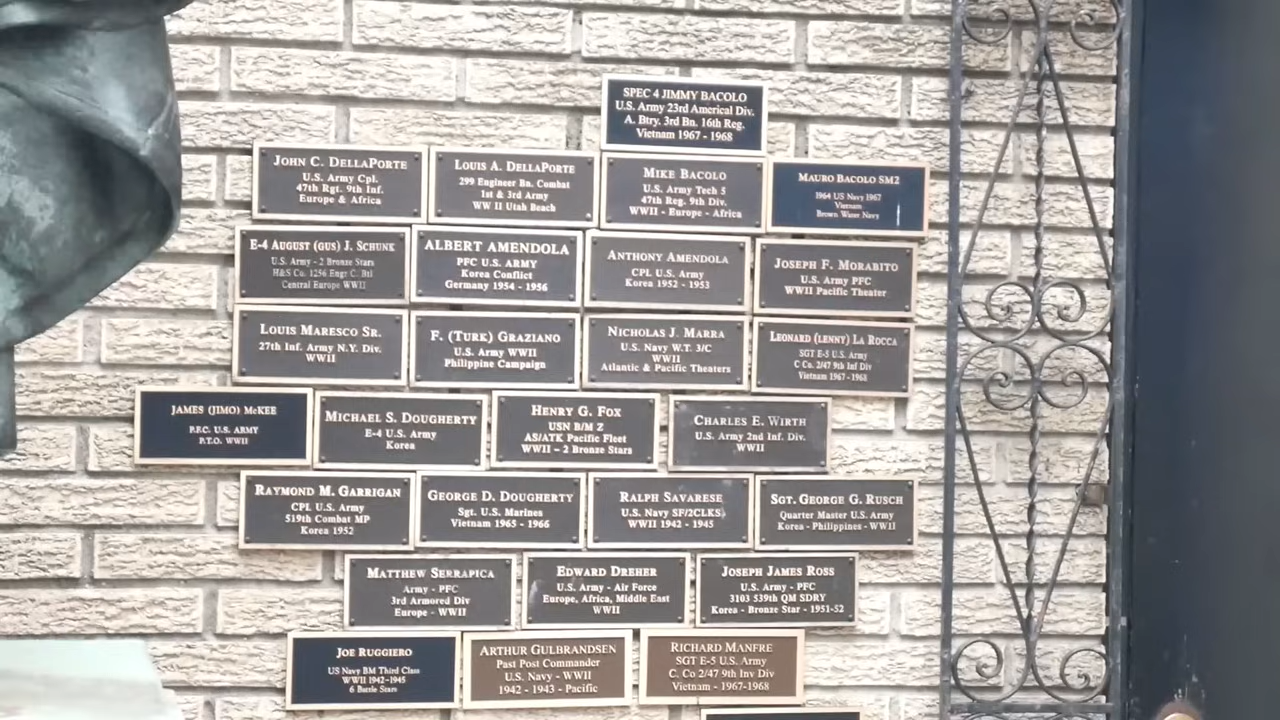 SPEC 4 JIMMY BACOLO
U.S. Army 23rd Americal Div.
A. Btry. 3rd Bn. 16th Reg.
Vietnam 1967 - 1968
JOHN C. DELLAPORTE
U.S. Army Cpl.
47th Rgt. 9th Inf.
Europe & Africa
LOUIS A. DELLAPORTE
299 Engineer Bn. Combat
1st & 3rd Army
WW II Utah Beach
MIKE BACOLO
U.S. Army Tech 5
47th Reg. 9th Div.
WWII - Europe - Africa
MAURO BACOLO SM2
1964 US Navy 1967
Vietnam
Brown Water Navy
E-4 AUGUST (GUS) J. SCHUNK
U.S. Army - 2 Bronze Stars
H&S Co. 1256 Engr C. Btl
Central Europe WWII
ALBERT AMENDOLA
PFC U.S. ARMY
Korea Conflict
Germany 1954 - 1956
ANTHONY AMENDOLA
CPL U.S. Army
Korea 1952 - 1953
JOSEPH F. MORABITO
U.S. Army PFC
WWII Pacific Theater
LOUIS MARESCO SR.
27th Inf. Army N.Y. Div.
WWII
F. (TURK) GRAZIANO
U.S. Army WWII
Philippine Campaign
NICHOLAS J. MARRA
U.S. Navy W.T. 3/C
WWII
Atlantic & Pacific Theaters
LEONARD (LENNY) LA ROCCA
SGT E-5 U.S. Army
C Co. 2/47 9th Inf Div
Vietnam 1967-1968
JAMES (JIMO) MCKEE
P.F.C. U.S. ARMY
P.T.O. WWII
MICHAEL S. DOUGHERTY
E-4 U.S. Army
Korea
HENRY G. FOX
USN B/M 2
AS/ATK Pacific Fleet
WWII – 2 Bronze Stars
CHARLES E. WIRTH
U.S. Army 2nd Inf. Div.
WWII
RAYMOND M. GARRIGAN
CPL U.S. Army
519th Combat MP
Korea 1952
GEORGE D. DOUGHERTY
Sgt. U.S. Marines
Vietnam 1965 - 1966
RALPH SAVARESE
U.S. Navy SF/2CLKS
WWII 1942 - 1945
SGT. GEORGE G. RUSCH
Quarter Master U.S. Army
Korea - Philippines - WWII
MATTHEW SERRAPICA
Army - PFC
3rd Armored Div
Europe - WWII
EDWARD DREHER
U.S. Army - Air Force
Europe, Africa, Middle East
WWII
JOSEPH JAMES ROSS
U.S. Army - PFC
3103 539th QM SDRY
Korea - Bronze Star - 1951-52
JOE RUGGIERO
US Navy BM Third Class
WWII 1942-1945
6 Battle Stars
ARTHUR GULBRANDSEN
Past Post Commander
U.S. Navy - WWII
1942 - 1943 - Pacific
RICHARD MANFRE
SGT E-5 U.S. Army
C. Co 2/47 9th Inv Div
Vietnam - 1967-1968